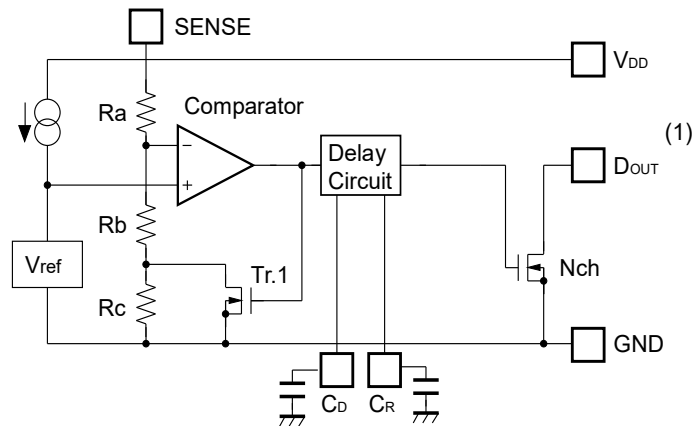 SENSE
VDD
Ra
Comparator
(1)
−
+
Delay
Circuit
DOUT
Rb
Vref
Tr.1
Nch
Rc
GND
CD
CR